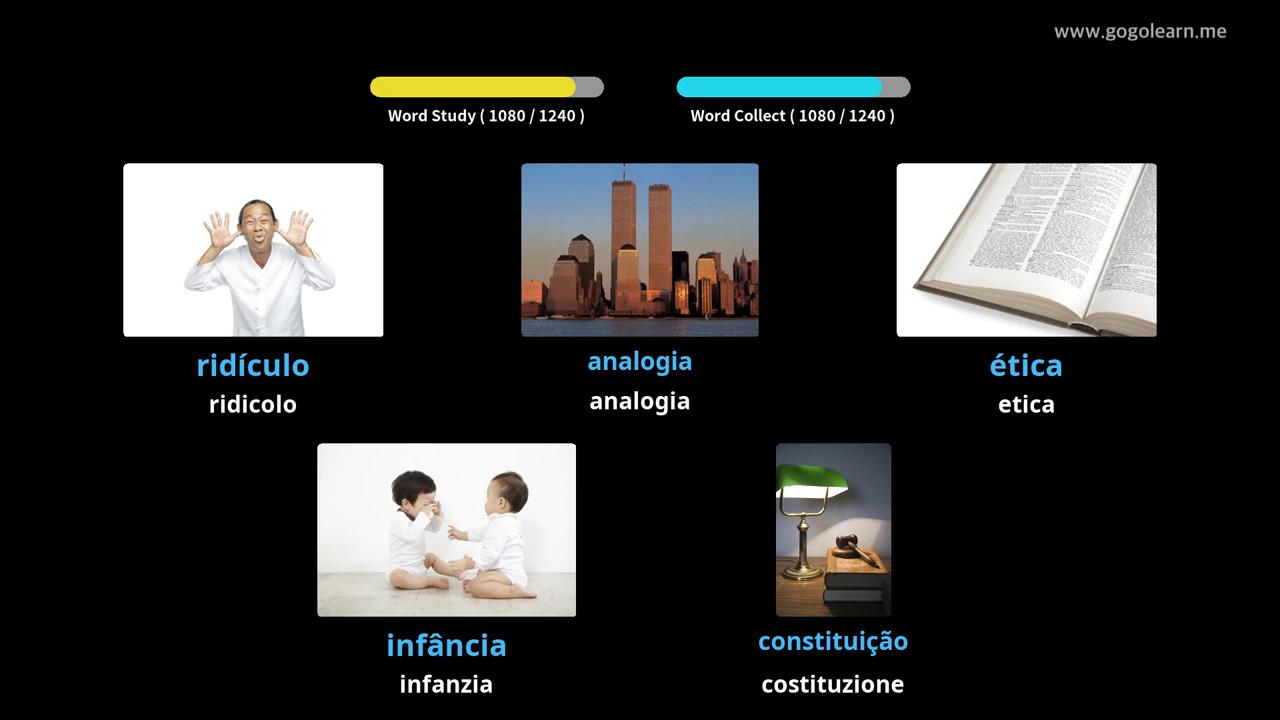 www.gogolearn.me
Word Study ( 1080 / 1240 )
Word Collect ( 1080 / 1240 )
ridículo
ridicolo
analogia
analogia
ética
etica
infância
infanzia
constituição
costituzione